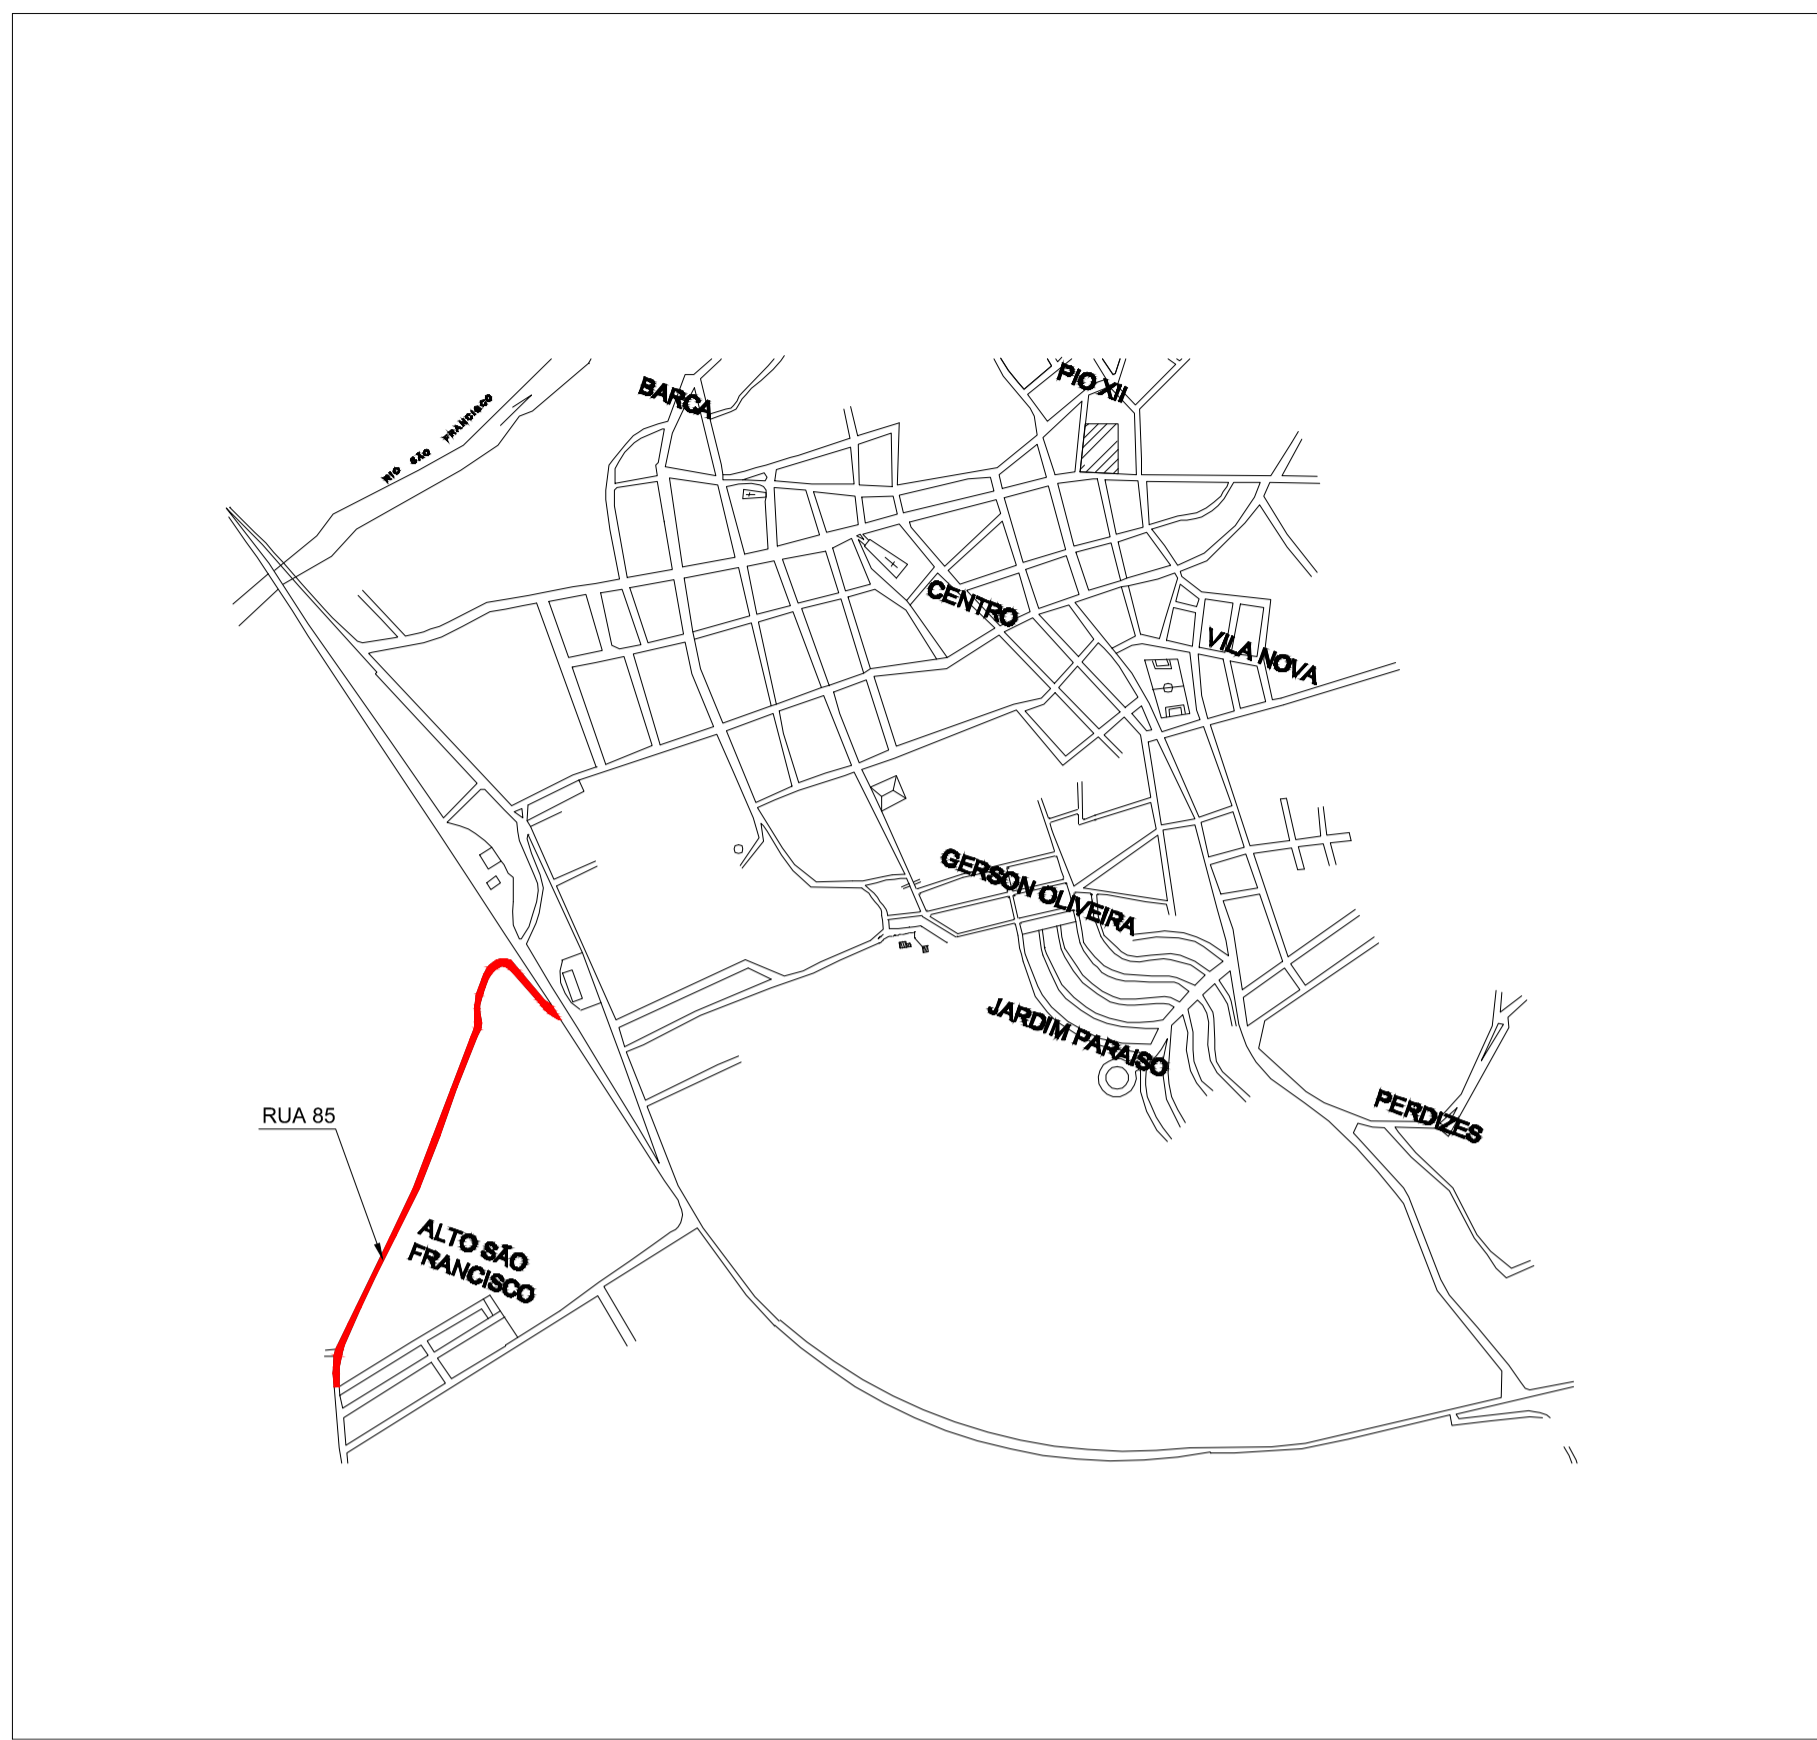 PIO XII
BARCA
RIO SÃO FRANCISCO
CENTRO
VILA NOVA
GERSON OLIVEIRA
JARDIM PARAISO
PERDIZES
RUA 85
ALTO SÃO
FRANCISCO